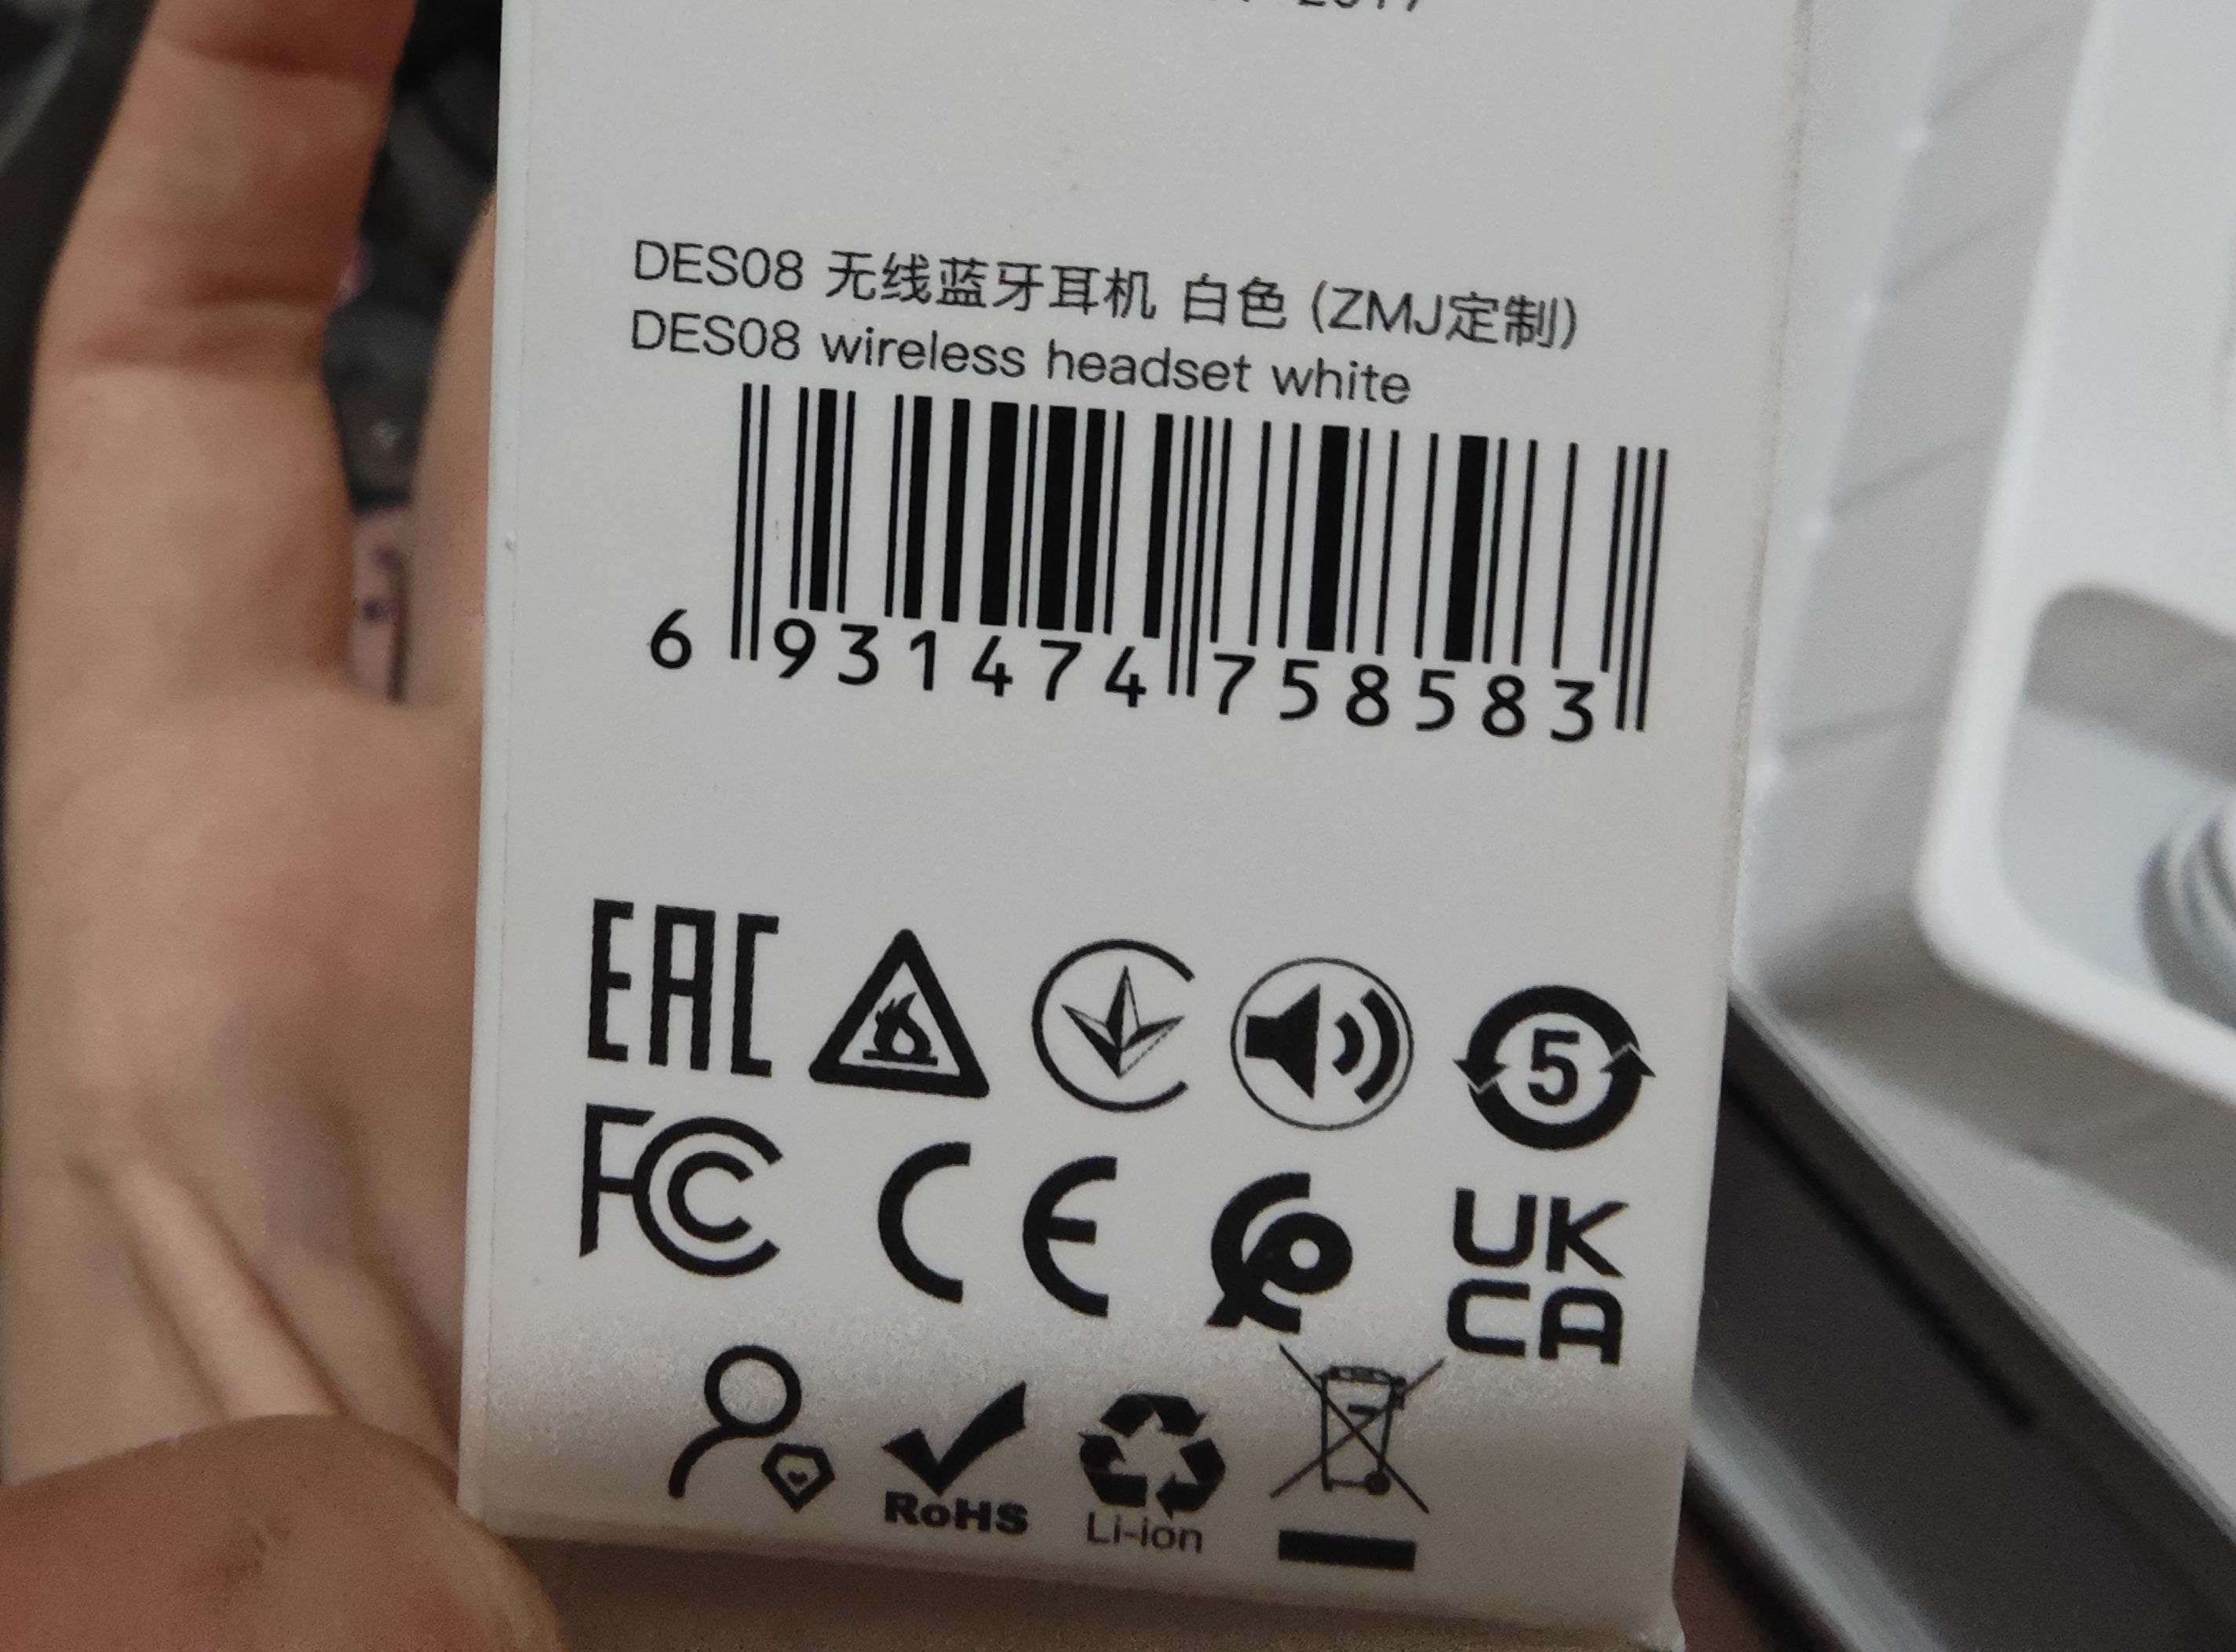 DES08 无线蓝牙耳机 白色 (ZMJ定制)
DES08 wireless headset white
6 931474 758583
EAC
5
FC CE UK
CA
RoHS
Li-ion